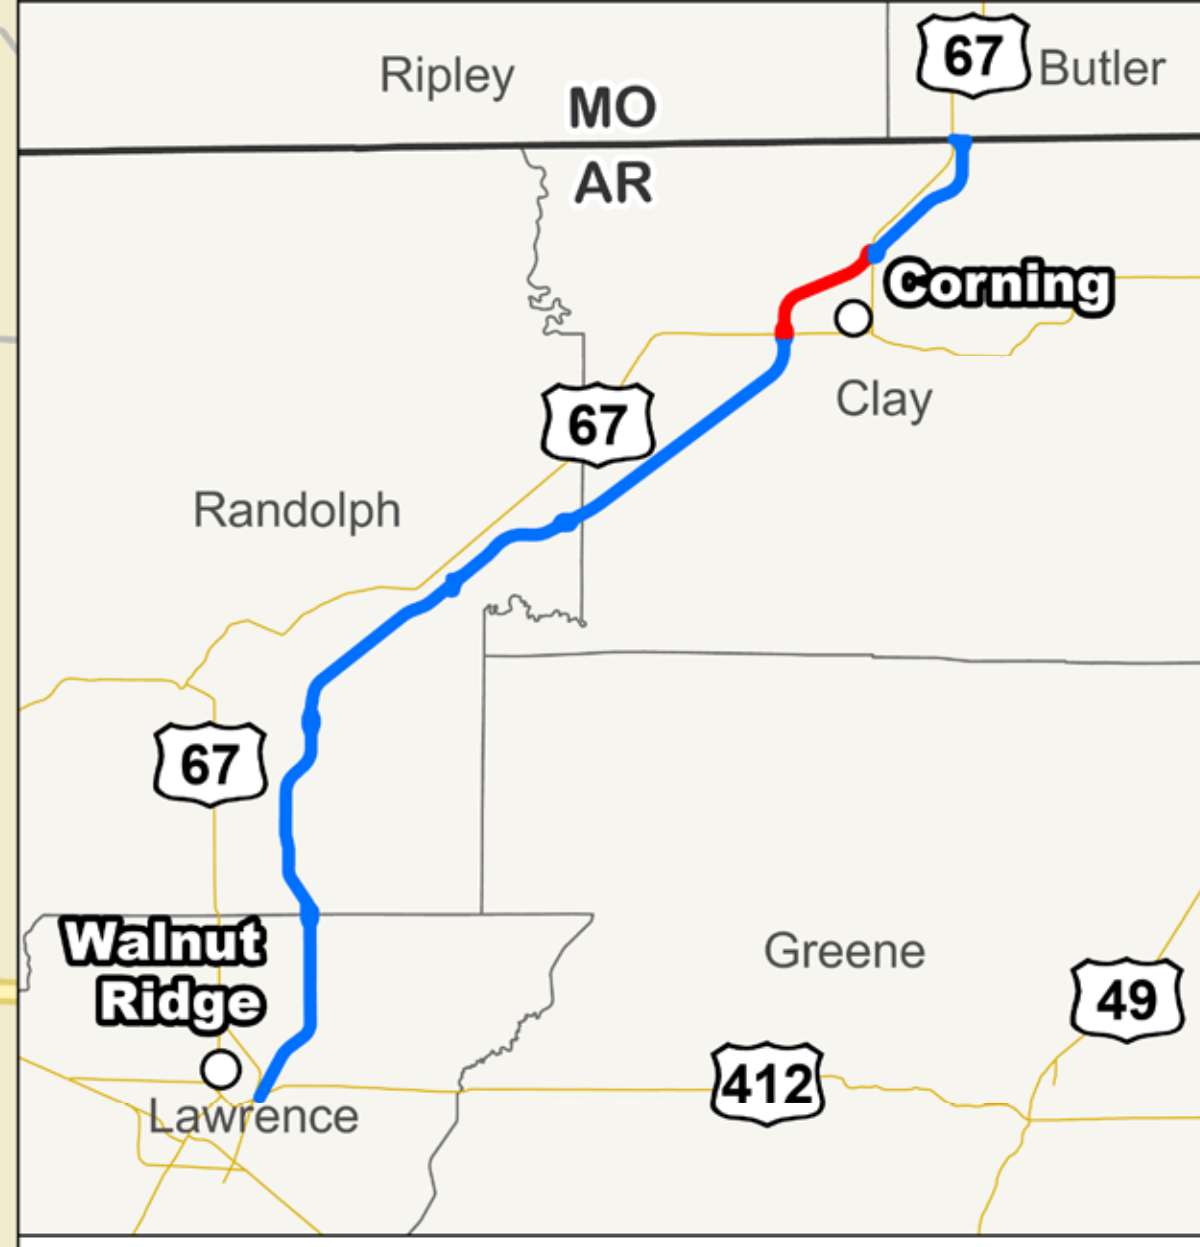 67
Ripley
Butler
MO
AR
Corning
Clay
67
Randolph
67
Walnut
Ridge
Greene
49
412
Lawrence